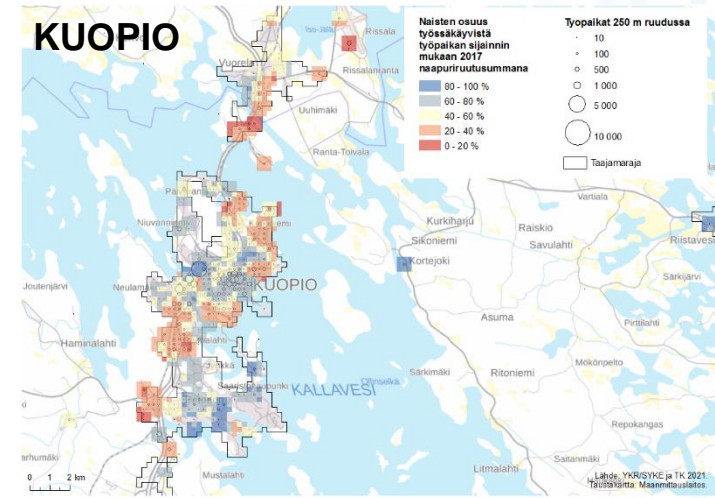 KUOPIO
Naisten osuus
työssäkäyvistä
työpaikan sijainnin
mukaan 2017
naapuriruutusummana
80 - 100 %
60 - 80 %
40 - 60 %
20 - 40 %
0 - 20 %
Työpaikat 250 m ruudussa
10
100
500
1 000
5 000
10 000
Taajamaraja
Rissala
Vuorela
Rissalanranta
Uuhimäki
Ranta-Toivala
Vartiala
Kurkiharju
Raiskio
Sikoniemi
Savulahti
Riistavesi
Kortejoki
Särkijärvi
Niuvanniemi
Joutenjärvi
Neulamäki
KUOPIO
Asuma
Pirttilahti
Haminalahti
Mökönpelto
Särkimäki
Ritoniemi
KALLAVESI
Repokangas
Saitanmäki
Litmalahti
Mustalahti
0 1 2 km
Lähde: YKR/SYKE ja TK 2021.
Taustakartta: Maanmittauslaitos.